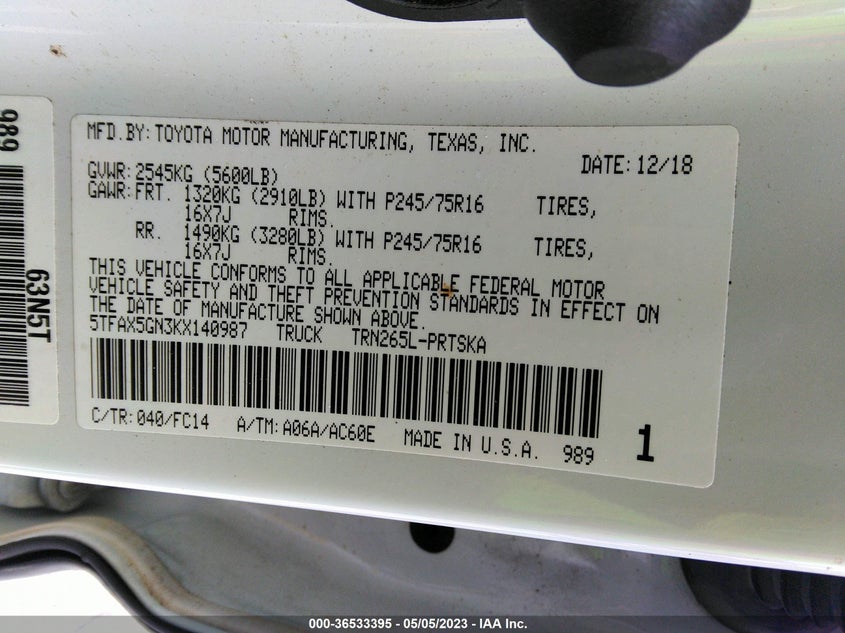 989
63N5T
MFD.BY:TOYOTA MOTOR MANUFACTURING, TEXAS, INC.
DATE:12/18
GVWR:2545KG (5600LB)
GAWR:FRT. 1320KG (2910LB) WITH P245/75R16 TIRES,
16X7J RIMS.
RR. 1490KG (3280LB) WITH P245/75R16 TIRES,
16X7J RIMS.
THIS VEHICLE CONFORMS TO ALL APPLICABLE FEDERAL MOTOR
VEHICLE SAFETY AND THEFT PREVENTION STANDARDS IN EFFECT ON
THE DATE OF MANUFACTURE SHOWN ABOVE.
5TFAX5GN3KX140987 TRUCK TRN265L-PRTSKA
C/TR:040/FC14 A/TM:A06A/AC60E MADE IN U.S.A. 989 1
000-36533395 - 05/05/2023 - IAA Inc.